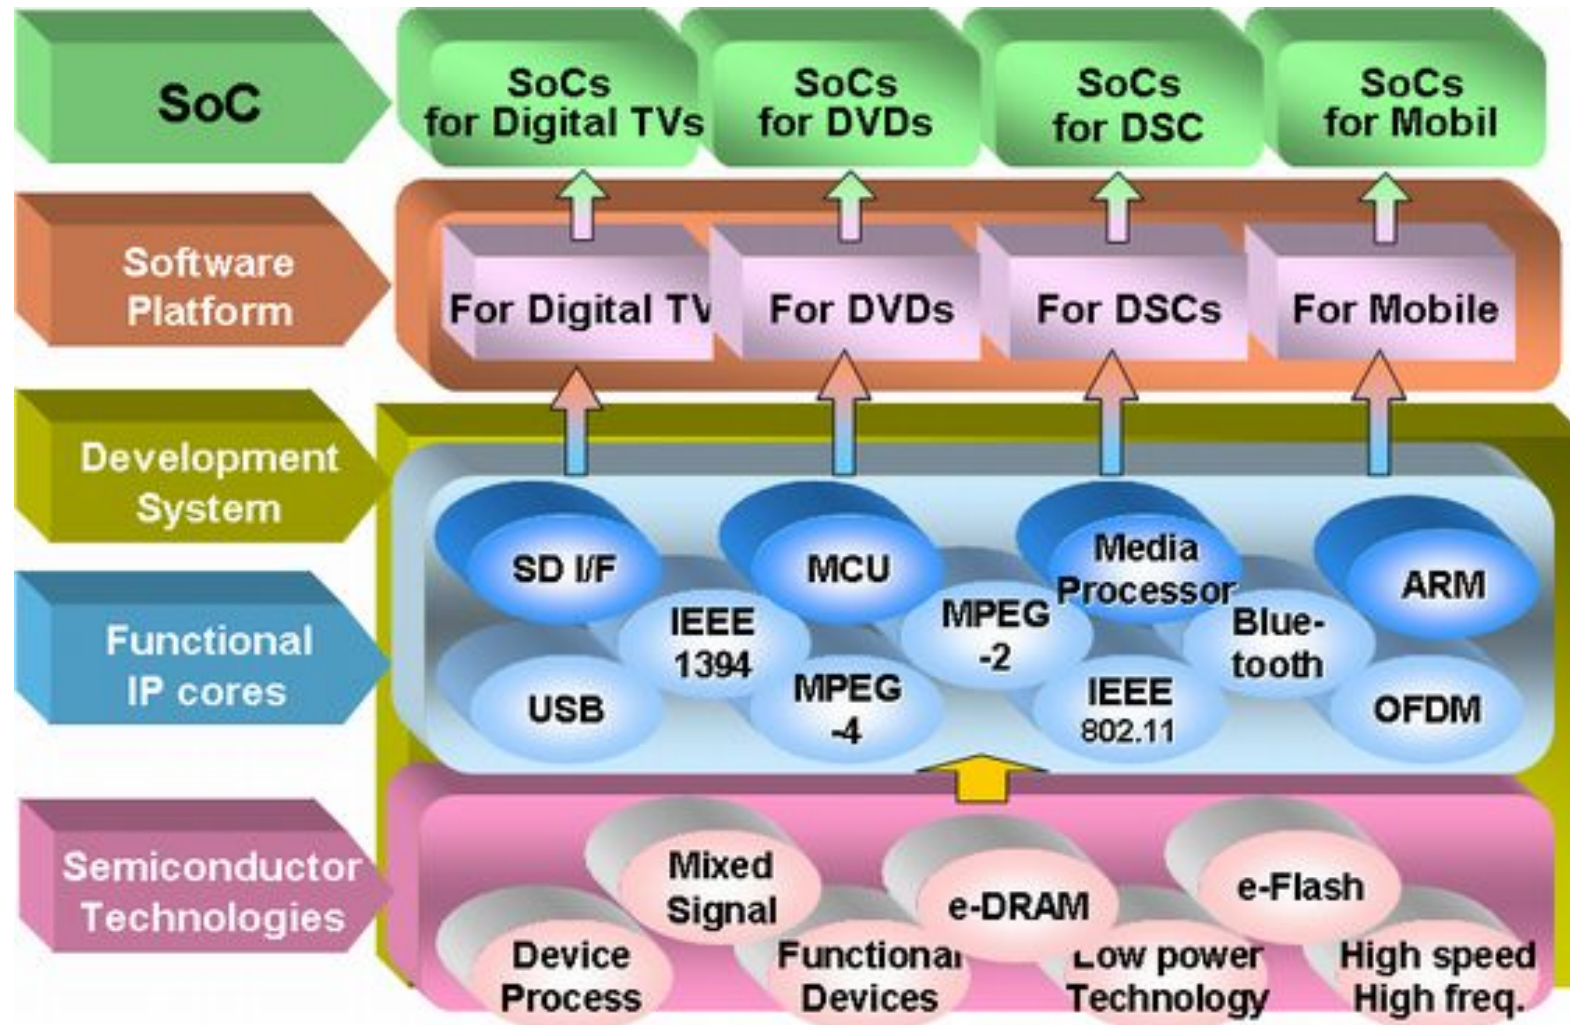 SoC
SoCs
for Digital TVs
SoCs
for DVDs
SoCs
for DSC
SoCs
for Mobil
Software
Platform
For Digital TV
For DVDs
For DSCs
For Mobile
Development
System
Functional
IP cores
SD I/F
MCU
Media
Processor
ARM
IEEE
1394
MPEG
-2
Blue-
tooth
USB
MPEG
-4
IEEE
802.11
OFDM
Semiconductor
Technologies
Mixed
Signal
e-DRAM
e-Flash
Device
Process
Functional
Devices
Low power
Technology
High speed
High freq.